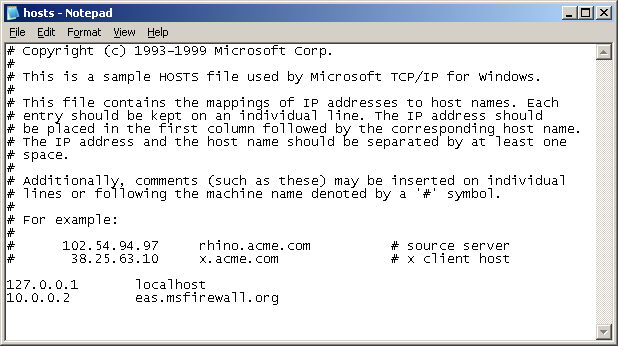 hosts - Notepad
File Edit Format View Help
# Copyright (c) 1993-1999 Microsoft Corp.
#
# This is a sample HOSTS file used by Microsoft TCP/IP for Windows.
#
# This file contains the mappings of IP addresses to host names. Each
# entry should be kept on an individual line. The IP address should
# be placed in the first column followed by the corresponding host name.
# The IP address and the host name should be separated by at least one
# space.
#
# Additionally, comments (such as these) may be inserted on individual
# lines or following the machine name denoted by a '#' symbol.
#
# For example:
#
#      102.54.94.97     rhino.acme.com          # source server
#       38.25.63.10     x.acme.com              # x client host

127.0.0.1       localhost
10.0.0.2        eas.msfirewall.org